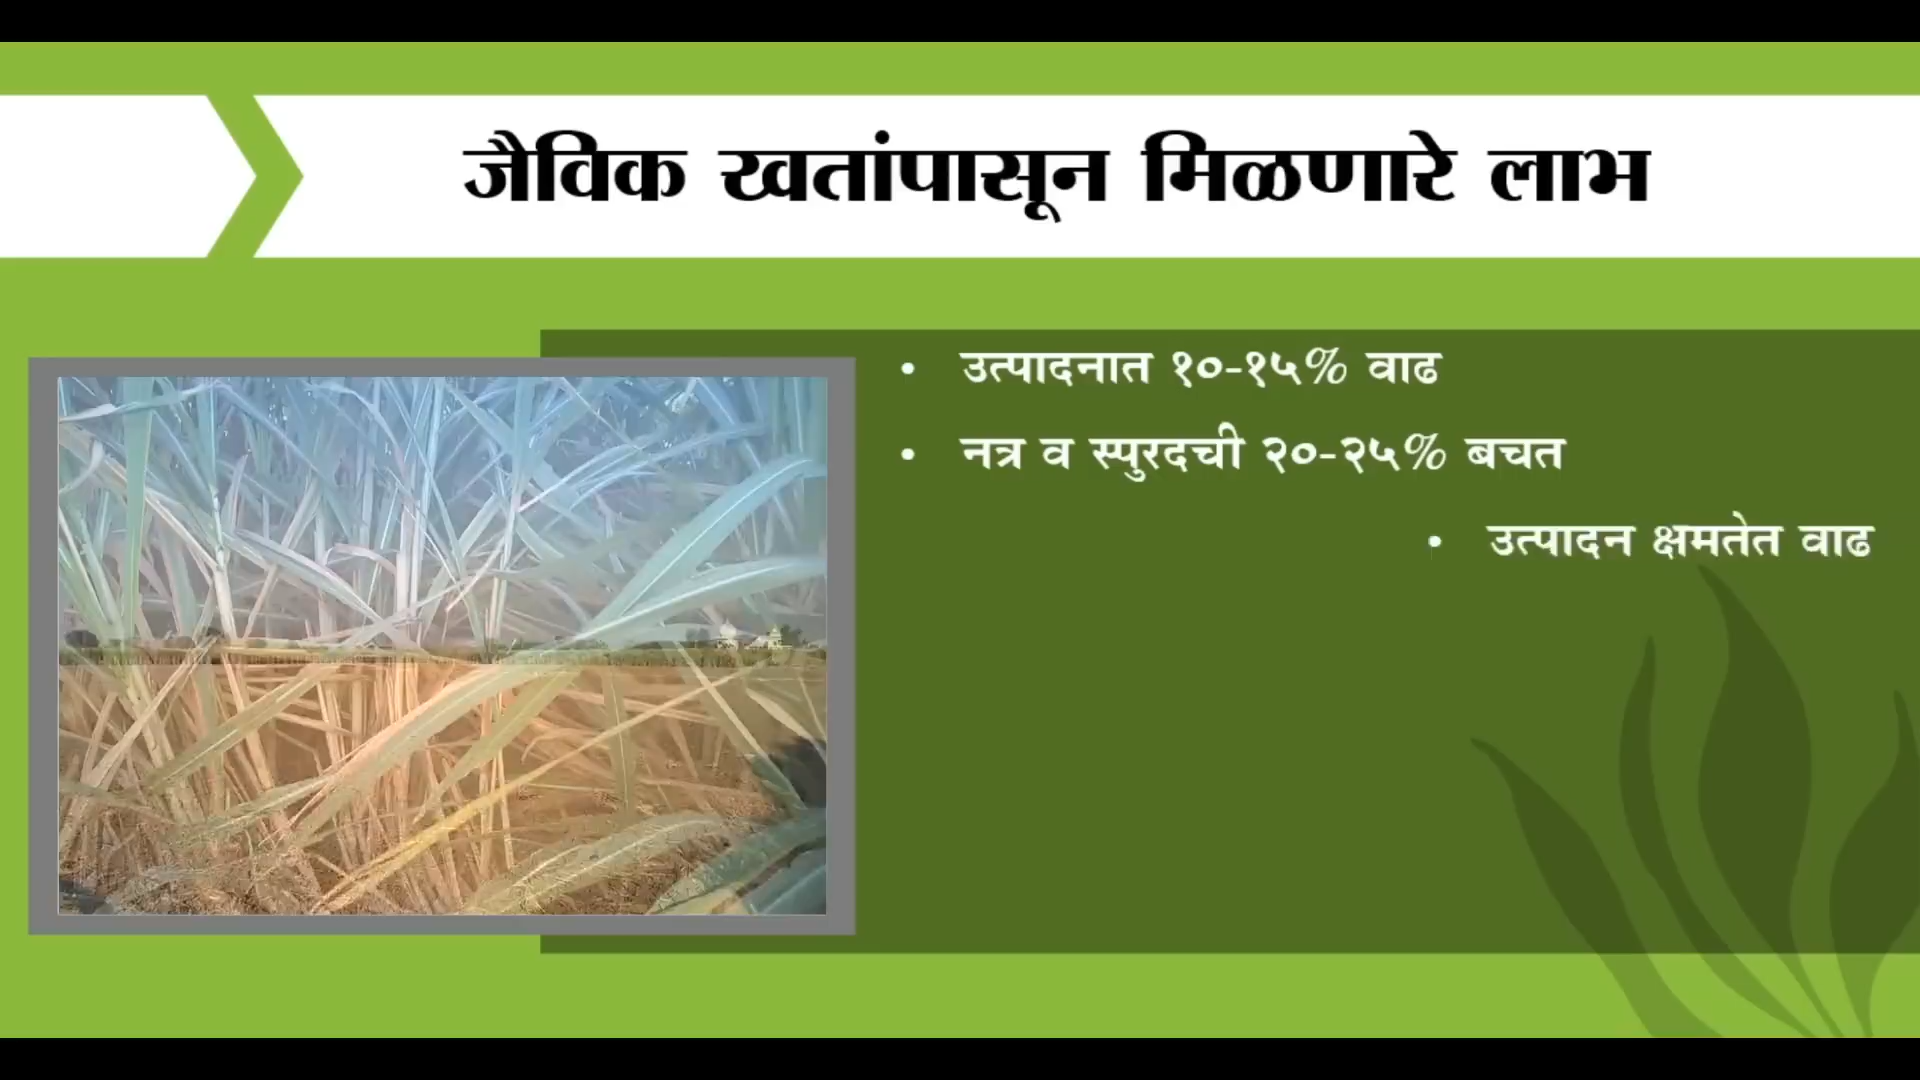 जैविक खतांपासून मिळणारे लाभ
• उत्पादनात १०-१५% वाढ
• नत्र व स्पुरदची २०-२५% बचत
• उत्पादन क्षमतेत वाढ